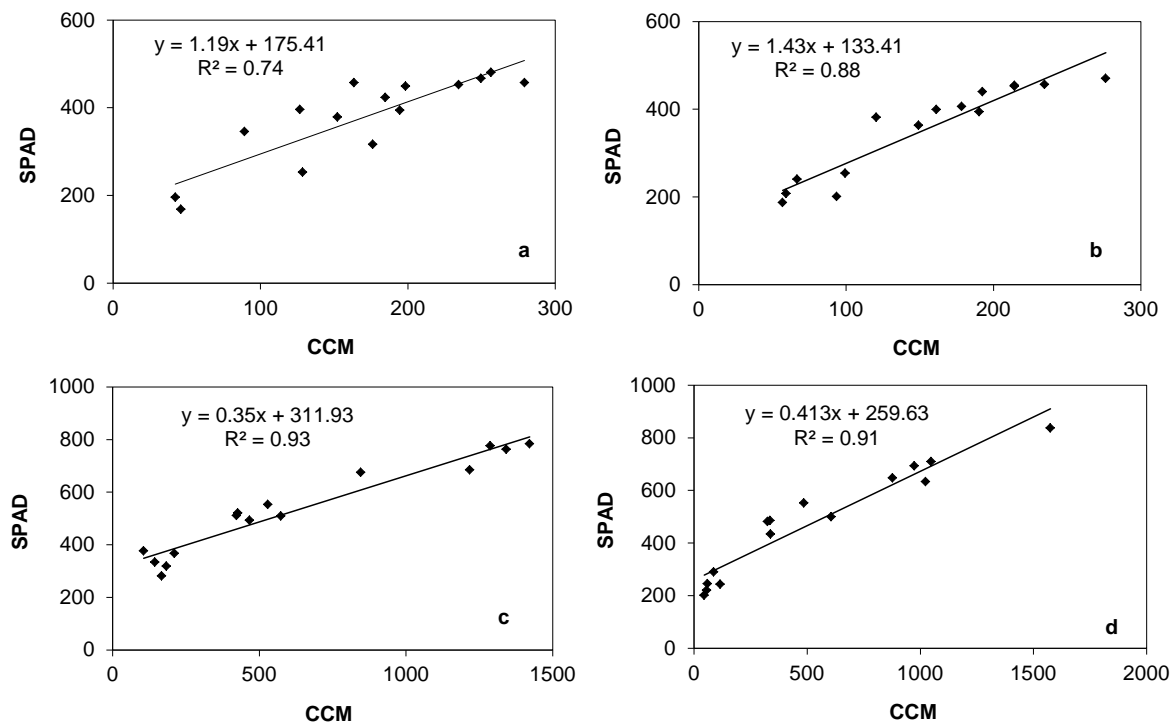 600
400
200
0
SPAD
y = 1.19x + 175.41
R² = 0.74
a
0 100 200 300
CCM
600
400
200
0
SPAD
y = 1.43x + 133.41
R² = 0.88
b
0 100 200 300
CCM
1000
800
600
400
200
0
SPAD
y = 0.35x + 311.93
R² = 0.93
c
0 500 1000 1500
CCM
1000
800
600
400
200
0
SPAD
y = 0.413x + 259.63
R² = 0.91
d
0 500 1000 1500 2000
CCM